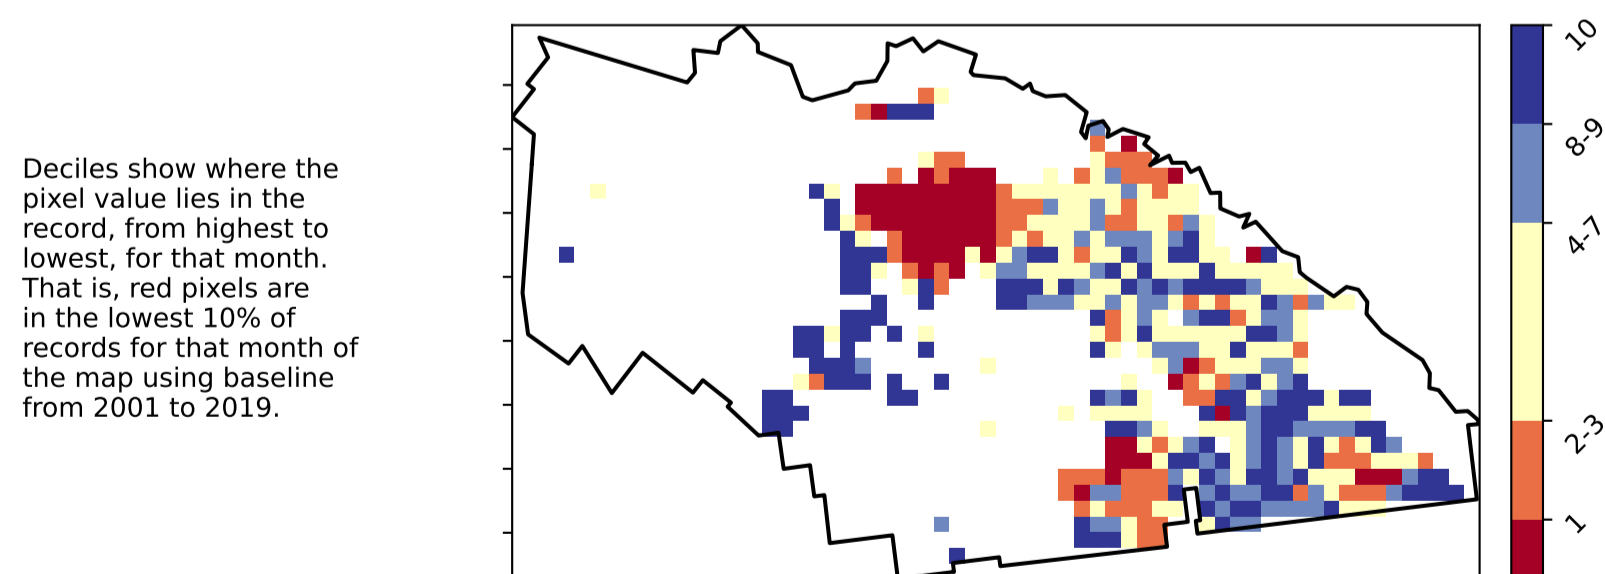 Deciles show where the
pixel value lies in the
record, from highest to
lowest, for that month.
That is, red pixels are
in the lowest 10% of
records for that month of
the map using baseline
from 2001 to 2019.
10
8-9
4-7
2-3
1